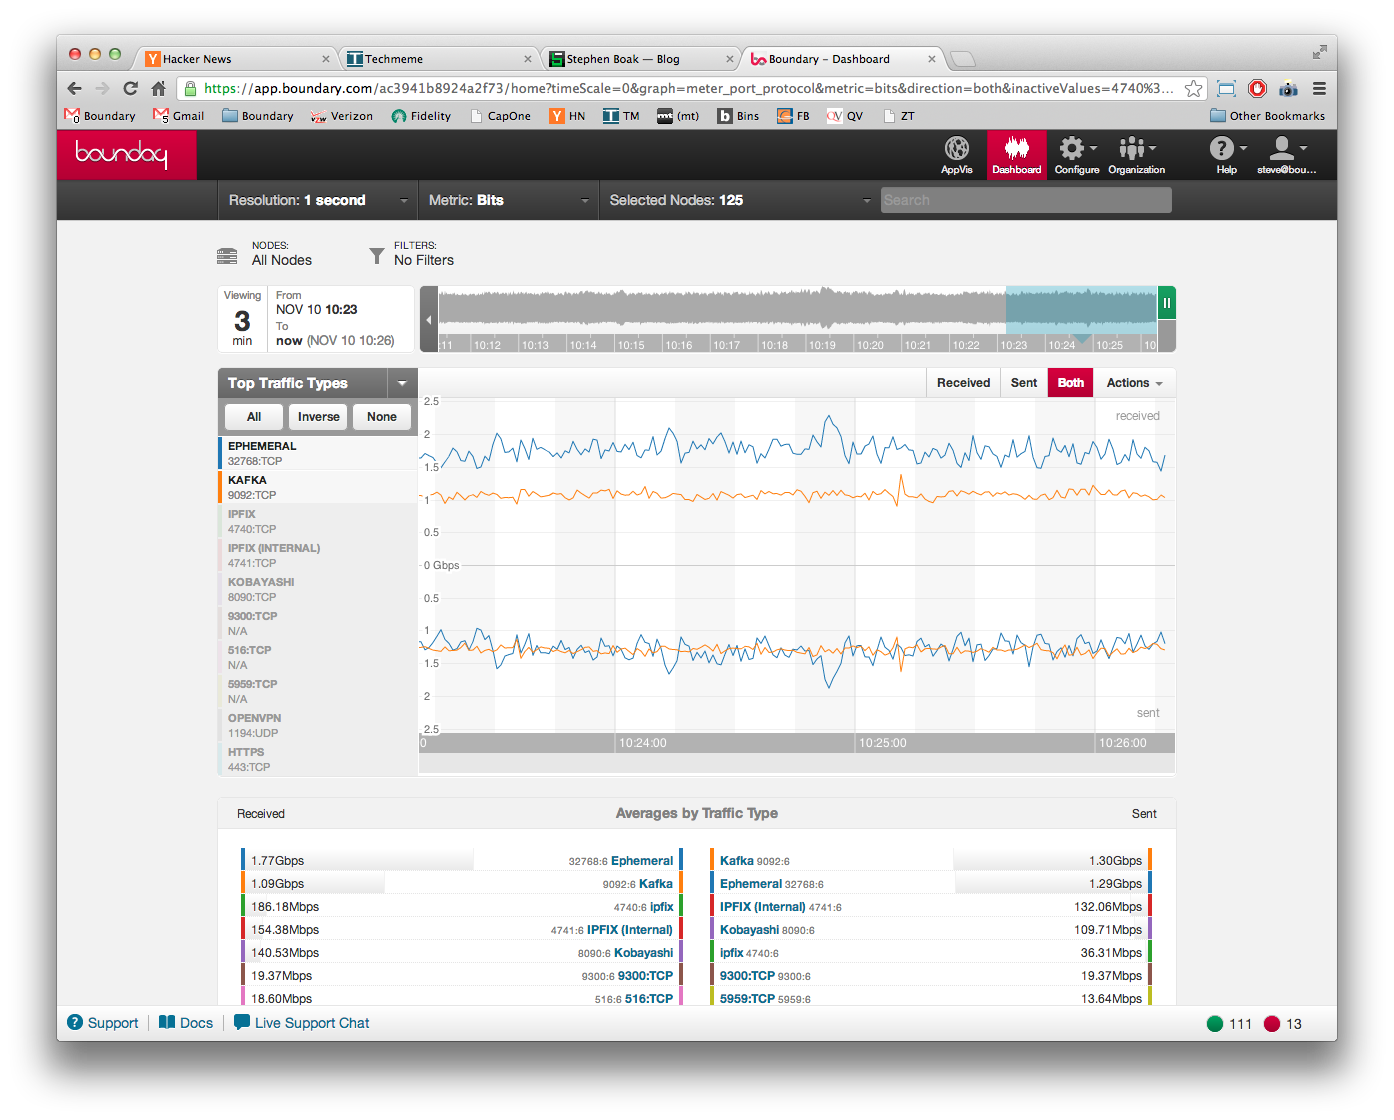 Hacker News
Techmeme
Stephen Boak — Blog
Boundary – Dashboard
https://app.boundary.com/ac3941b8924a2f73/home?timeScale=0&graph=meter_port_protocol&metric=bits&direction=both&inactiveValues=4740%3...
0 Boundary
5 Gmail
Boundary
Verizon
Fidelity
CapOne
HN
TM
(mt)
Bins
FB
QV
ZT
Other Bookmarks
boundary
AppVis
Dashboard
Configure
Organization
Help
steve@bou...
Resolution: 1 second
Metric: Bits
Selected Nodes: 125
Search
NODES:
All Nodes
FILTERS:
No Filters
Viewing
3
min
From
NOV 10 10:23
To
now (NOV 10 10:26)
:11 10:12 10:13 10:14 10:15 10:16 10:17 10:18 10:19 10:20 10:21 10:22 10:23 10:24 10:25 10
Top Traffic Types
Received Sent Both Actions
All Inverse None
EPHEMERAL
32768:TCP
KAFKA
9092:TCP
IPFIX
4740:TCP
IPFIX (INTERNAL)
4741:TCP
KOBAYASHI
8090:TCP
9300:TCP
N/A
516:TCP
N/A
5959:TCP
N/A
OPENVPN
1194:UDP
HTTPS
443:TCP
2.5
received
2
1.5
1
0.5
0 Gbps
0.5
1
1.5
2
sent
2.5
0 10:24:00 10:25:00 10:26:00
Received Averages by Traffic Type Sent
1.77Gbps 32768:6 Ephemeral
1.09Gbps 9092:6 Kafka
186.18Mbps 4740:6 ipfix
154.38Mbps 4741:6 IPFIX (Internal)
140.53Mbps 8090:6 Kobayashi
19.37Mbps 9300:6 9300:TCP
18.60Mbps 516:6 516:TCP
Kafka 9092:6 1.30Gbps
Ephemeral 32768:6 1.29Gbps
IPFIX (Internal) 4741:6 132.06Mbps
Kobayashi 8090:6 109.71Mbps
ipfix 4740:6 36.31Mbps
9300:TCP 9300:6 19.37Mbps
5959:TCP 5959:6 13.64Mbps
Support
Docs
Live Support Chat
111
13